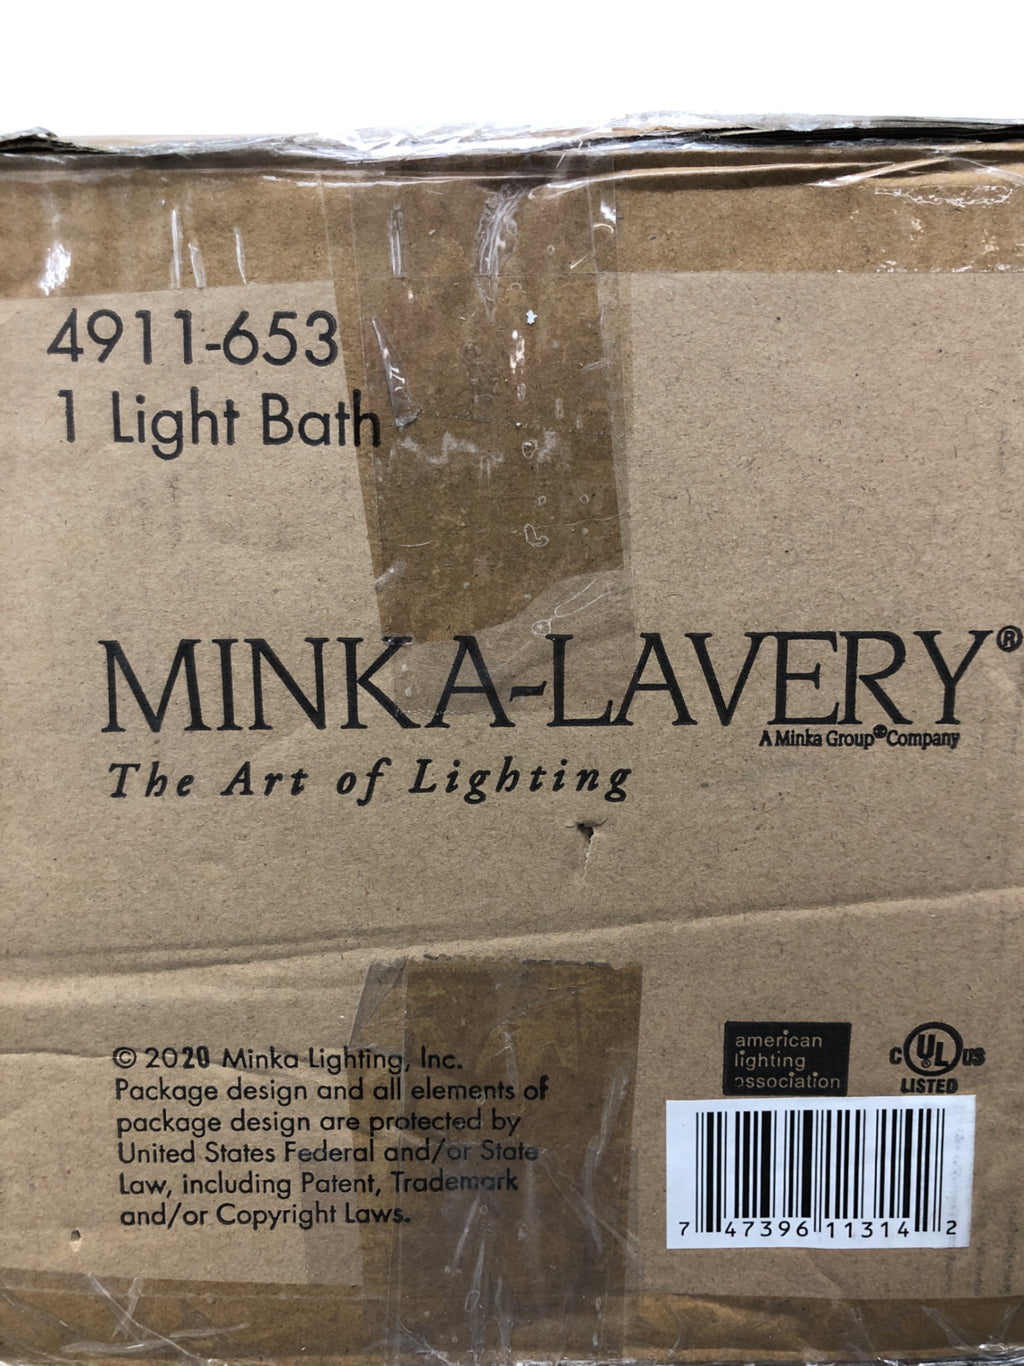 4911-653
1 Light Bath
MINKA-LAVERY®
A Minka Group® Company
The Art of Lighting
© 2020 Minka Lighting, Inc.
Package design and all elements of
package design are protected by
United States Federal and/or State
Law, including Patent, Trademark
and/or Copyright Laws.
american
lighting
association
C UL US
LISTED
7 47396 11314 2